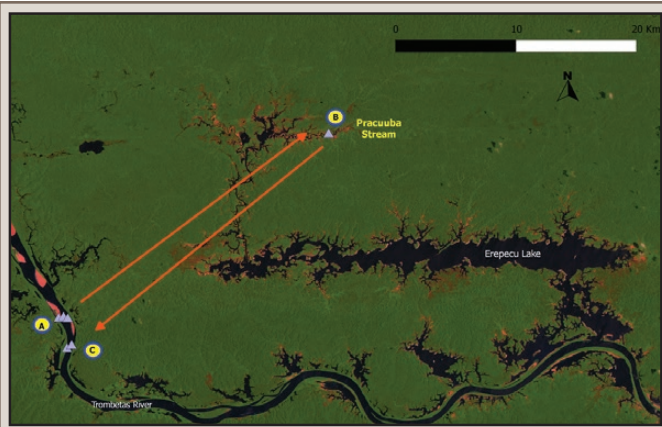 0 10 20 Km
N
B
Pracuuba
Stream
Erepecu Lake
A
C
Trombetas River